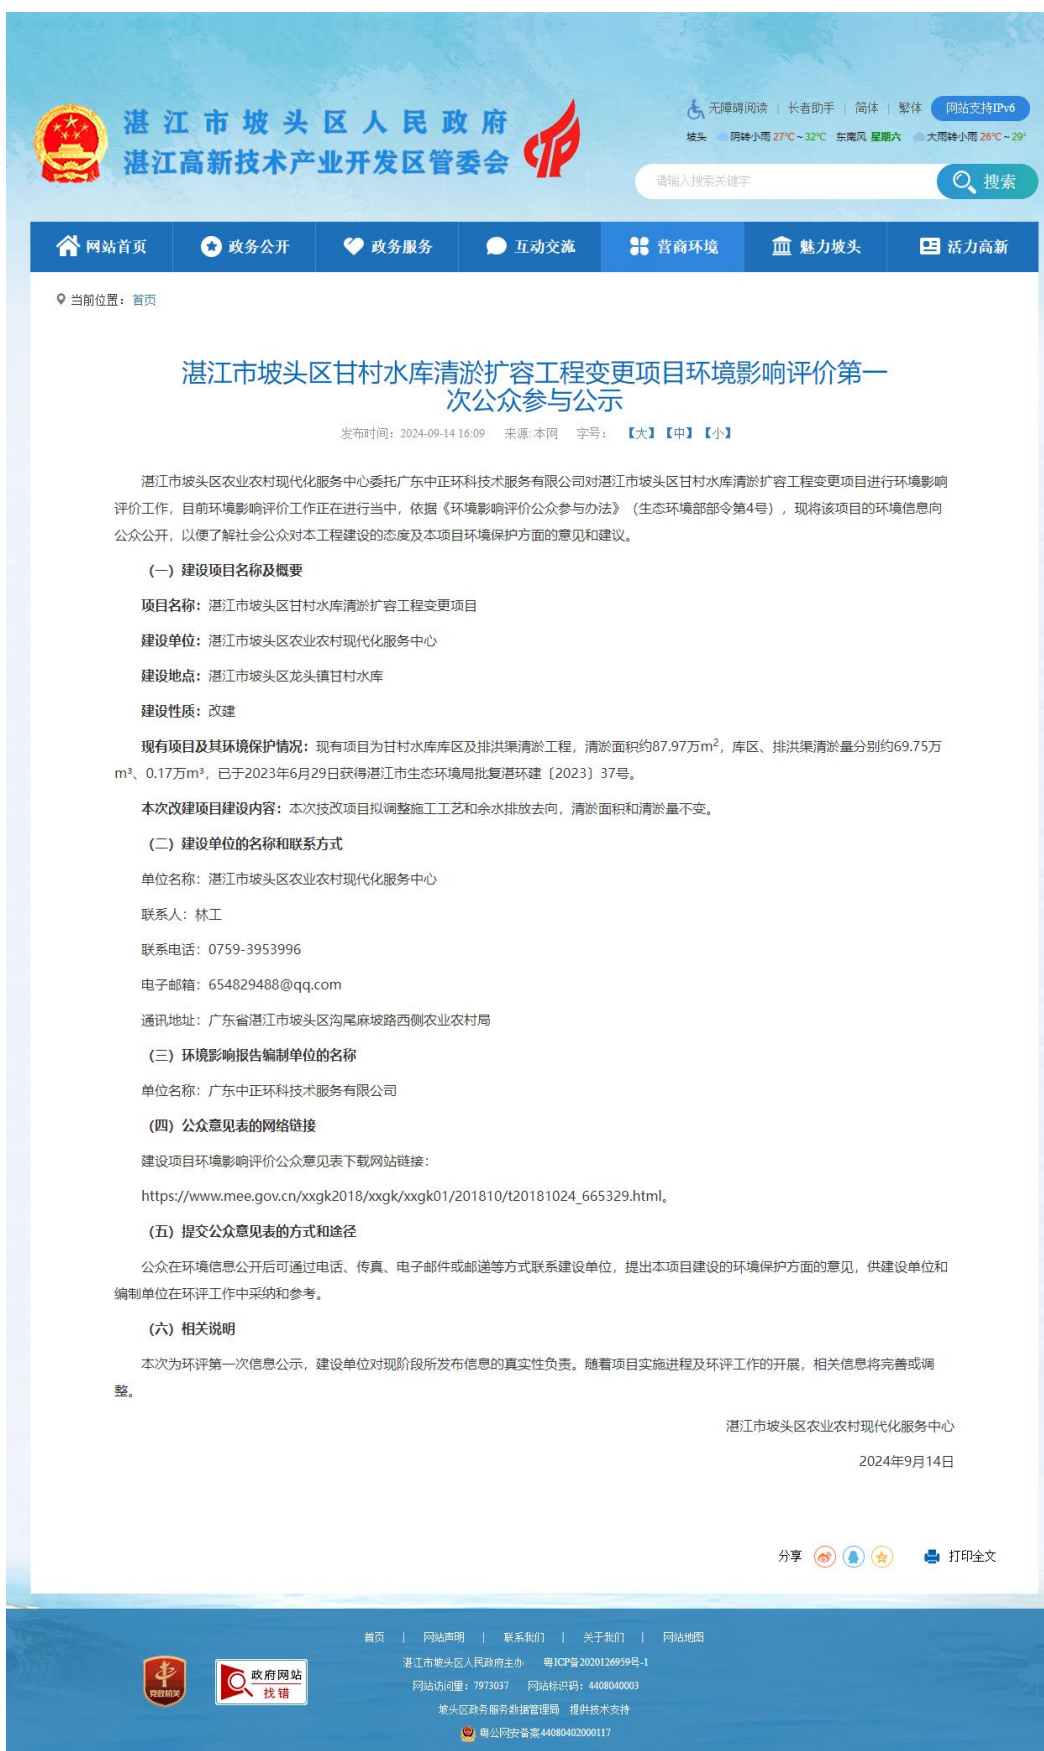 湛江市坡头区人民政府
湛江高新技术产业开发区管委会
无障碍阅读 | 长者助手 | 简体 | 繁体 网站支持IPv6
坡头 阴转小雨 27℃~32℃ 东南风 星期六 大雨转小雨 26℃~29°
请输入搜索关键字 搜索
网站首页 政务公开 政务服务 互动交流 营商环境 魅力坡头 活力高新
当前位置：首页
湛江市坡头区甘村水库清淤扩容工程变更项目环境影响评价第一
次公众参与公示
发布时间：2024-09-14 16:09 来源:本网 字号： 【大】【中】【小】
湛江市坡头区农业农村现代化服务中心委托广东中正环科技术服务有限公司对湛江市坡头区甘村水库清淤扩容工程变更项目进行环境影响
评价工作，目前环境影响评价工作正在进行当中，依据《环境影响评价公众参与办法》（生态环境部部令第4号），现将该项目的环境信息向
公众公开，以便了解社会公众对本工程建设的态度及本项目环境保护方面的意见和建议。
（一）建设项目名称及概要
项目名称：湛江市坡头区甘村水库清淤扩容工程变更项目
建设单位：湛江市坡头区农业农村现代化服务中心
建设地点：湛江市坡头区龙头镇甘村水库
建设性质：改建
现有项目及其环境保护情况：现有项目为甘村水库库区及排洪渠清淤工程，清淤面积约87.97万m²，库区、排洪渠清淤量分别约69.75万
m³、0.17万m³，已于2023年6月29日获得湛江市生态环境局批复湛环建〔2023〕37号。
本次改建项目建设内容：本次技改项目拟调整施工工艺和余水排放去向，清淤面积和清淤量不变。
（二）建设单位的名称和联系方式
单位名称：湛江市坡头区农业农村现代化服务中心
联系人：林工
联系电话：0759-3953996
电子邮箱：654829488@qq.com
通讯地址：广东省湛江市坡头区沟尾麻坡路西侧农业农村局
（三）环境影响报告编制单位的名称
单位名称：广东中正环科技术服务有限公司
（四）公众意见表的网络链接
建设项目环境影响评价公众意见表下载网站链接：
https://www.mee.gov.cn/xxgk2018/xxgk/xxgk01/201810/t20181024_665329.html。
（五）提交公众意见表的方式和途径
公众在环境信息公开后可通过电话、传真、电子邮件或邮递等方式联系建设单位，提出本项目建设的环境保护方面的意见，供建设单位和
编制单位在环评工作中采纳和参考。
（六）相关说明
本次为环评第一次信息公示，建设单位对现阶段所发布信息的真实性负责。随着项目实施进程及环评工作的开展，相关信息将完善或调
整。
湛江市坡头区农业农村现代化服务中心
2024年9月14日
分享 打印全文
首页 | 网站声明 | 联系我们 | 关于我们 | 网站地图
湛江市坡头区人民政府主办 粤ICP备2020126959号-1
网站访问量：7973037 网站标识码：4408040003
坡头区政务服务数据管理局 提供技术支持
粤公网安备案44080402000117
党政机关
政府网站
找错